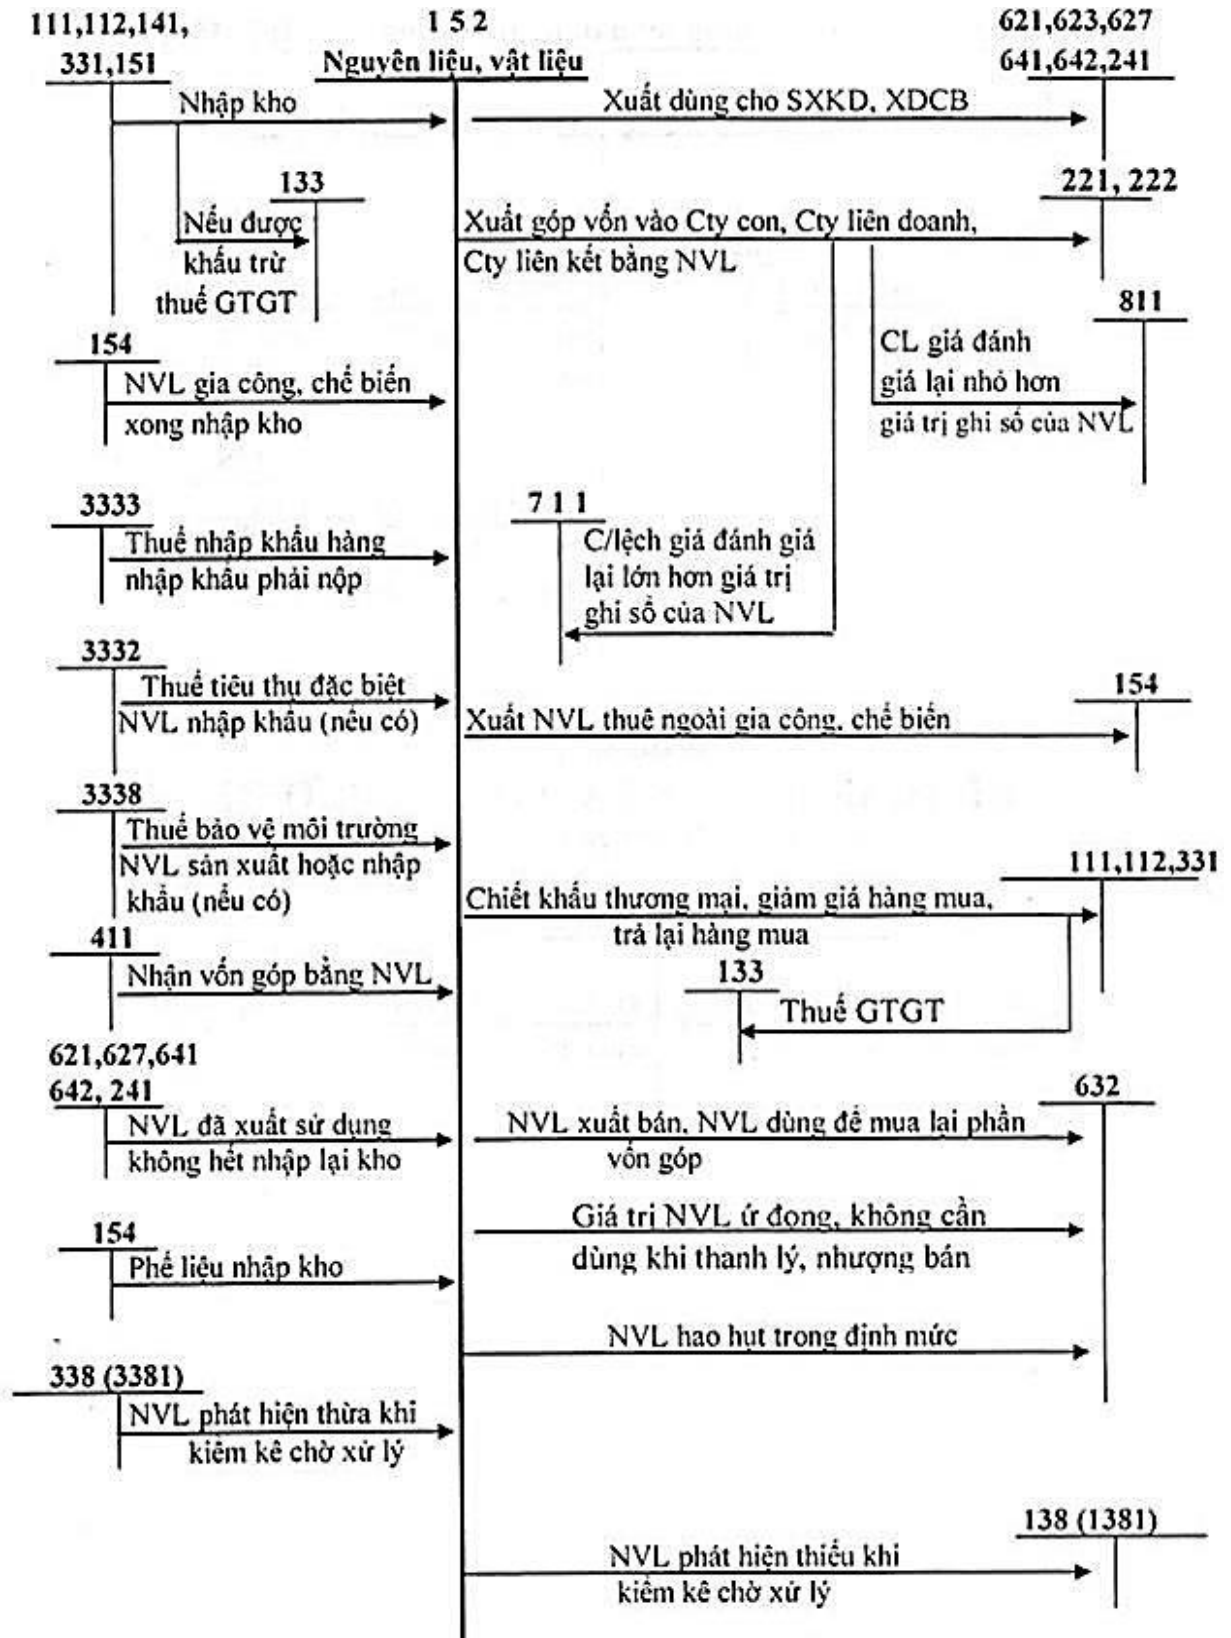 111,112,141,
331,151
1 5 2
Nguyên liệu, vật liệu
621,623,627
641,642,241
Nhập kho
Xuất dùng cho SXKD, XDCB
133
Nếu được
khấu trừ
thuế GTGT
221, 222
Xuất góp vốn vào Cty con, Cty liên doanh,
Cty liên kết bằng NVL
811
CL giá đánh
giá lại nhỏ hơn
giá trị ghi sổ của NVL
154
NVL gia công, chế biến
xong nhập kho
3333
Thuế nhập khẩu hàng
nhập khẩu phải nộp
7 1 1
C/lệch giá đánh giá
lại lớn hơn giá trị
ghi sổ của NVL
3332
Thuế tiêu thụ đặc biệt
NVL nhập khẩu (nếu có)
154
Xuất NVL thuê ngoài gia công, chế biến
3338
Thuế bảo vệ môi trường
NVL sản xuất hoặc nhập
khẩu (nếu có)
111,112,331
Chiết khấu thương mại, giảm giá hàng mua,
trả lại hàng mua
411
Nhận vốn góp bằng NVL
133
Thuế GTGT
621,627,641
642, 241
NVL đã xuất sử dụng
không hết nhập lại kho
632
NVL xuất bán, NVL dùng để mua lại phần
vốn góp
Giá trị NVL ứ đọng, không cần
dùng khi thanh lý, nhượng bán
154
Phế liệu nhập kho
NVL hao hụt trong định mức
338 (3381)
NVL phát hiện thừa khi
kiểm kê chờ xử lý
138 (1381)
NVL phát hiện thiếu khi
kiểm kê chờ xử lý